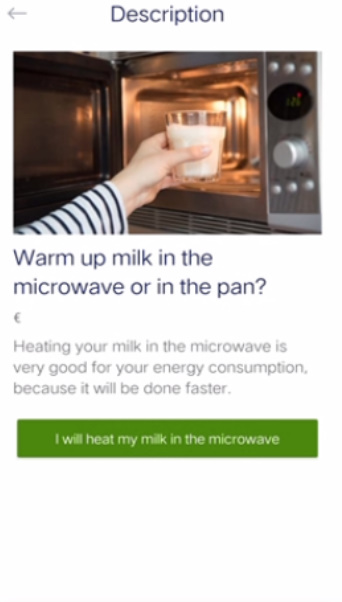 Description
Warm up milk in the
microwave or in the pan?
€
Heating your milk in the microwave is
very good for your energy consumption,
because it will be done faster.
I will heat my milk in the microwave